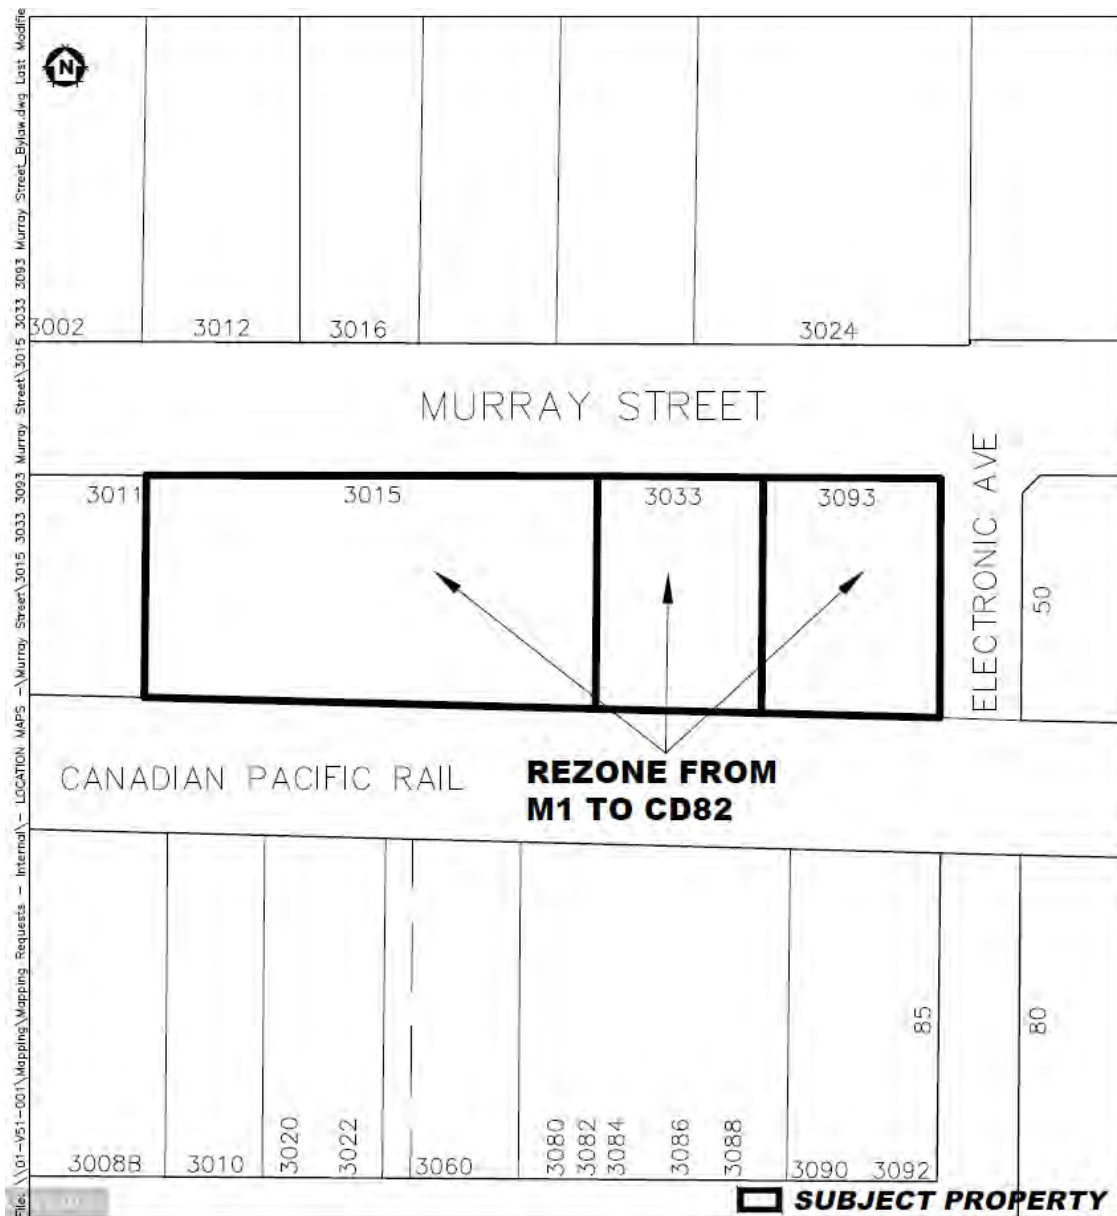 File: \\01-V51-001\Mapping\Mapping Requests - Internal\- LOCATION MAPS -\Murray Street\3015 3033 3093 Murray Street\3015 3033 3093 Murray Street_Bylaw.dwg Last Modifie
N
3002
3012
3016
3024
MURRAY STREET
3011
3015
3033
3093
ELECTRONIC AVE
50
CANADIAN PACIFIC RAIL
REZONE FROM
M1 TO CD82
85
80
3008B
3010
3020
3022
3060
3080
3082
3084
3086
3088
3090
3092
SUBJECT PROPERTY